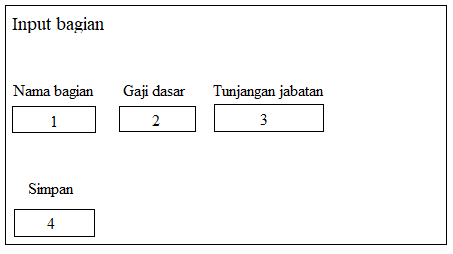 Input bagian
Nama bagian Gaji dasar Tunjangan jabatan
1 2 3
Simpan
4